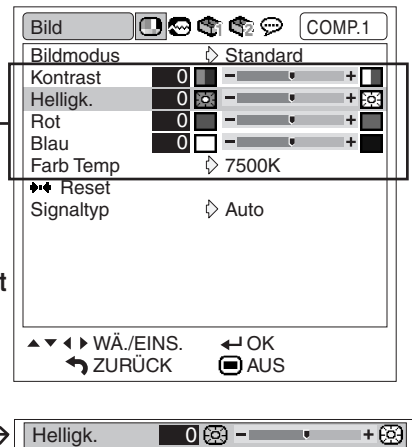 Bild COMP.1
Bildmodus Standard
Kontrast 0 - +
Helligk. 0 - +
Rot 0 - +
Blau 0 - +
Farb Temp 7500K
Reset
Signaltyp Auto
t
WÄ./EINS. OK
ZURÜCK AUS
Helligk. 0 - +